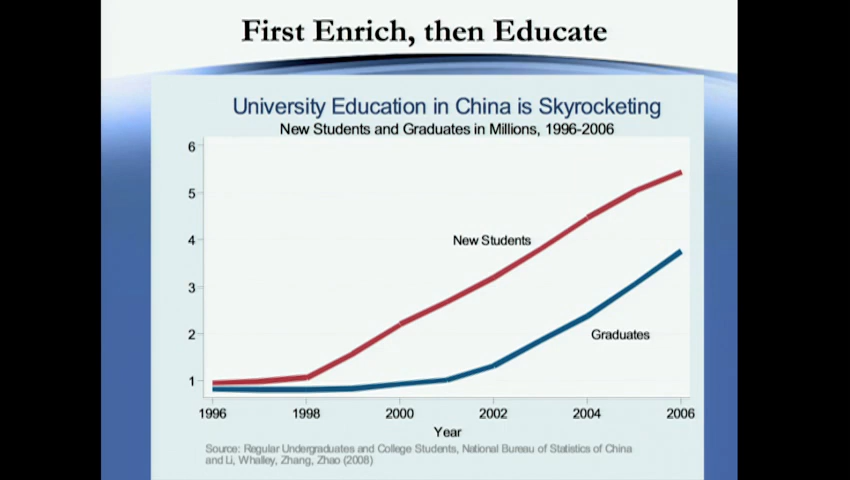 First Enrich, then Educate
University Education in China is Skyrocketing
New Students and Graduates in Millions, 1996-2006
6
5
4
3
2
1
New Students
Graduates
1996 1998 2000 2002 2004 2006
Year
Source: Regular Undergraduates and College Students, National Bureau of Statistics of China
and Li, Whalley, Zhang, Zhao (2008)